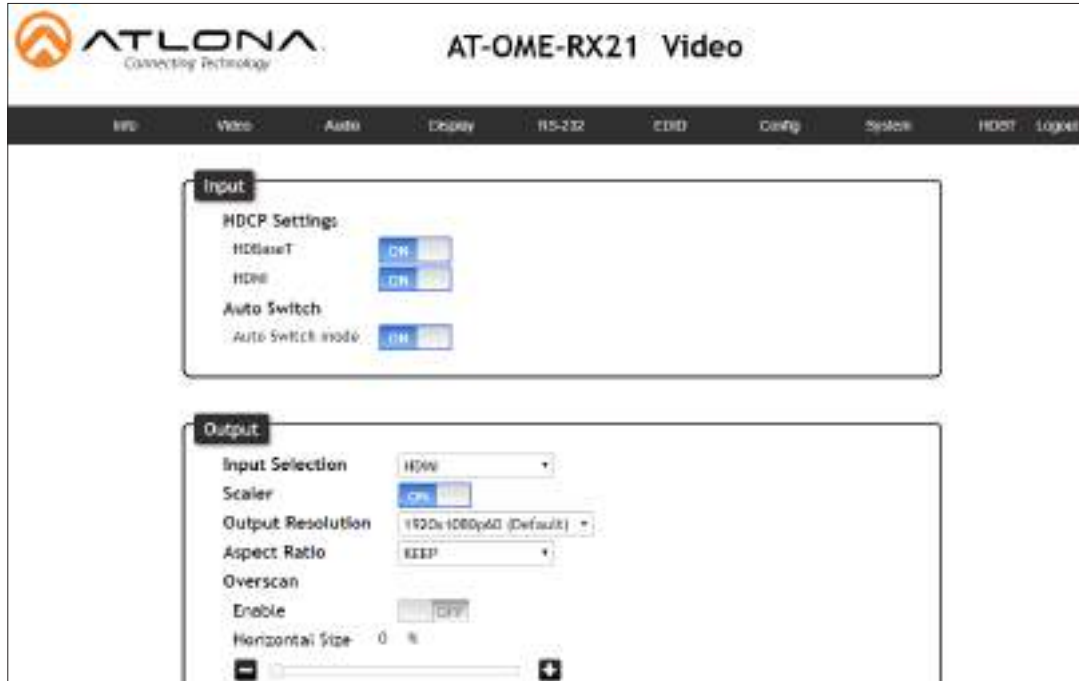 ATLONA
Connecting Technology
AT-OME-RX21 Video
Info Video Audio Display RS-232 EDID Config System HDBT Logout
Input
HDCP Settings
HDBaseT ON
HDMI ON
Auto Switch
Auto Switch mode ON
Output
Input Selection HDMI
Scaler ON
Output Resolution 1920x1080p60 (Default)
Aspect Ratio KEEP
Overscan
Enable OFF
Horizontal Size 0 %